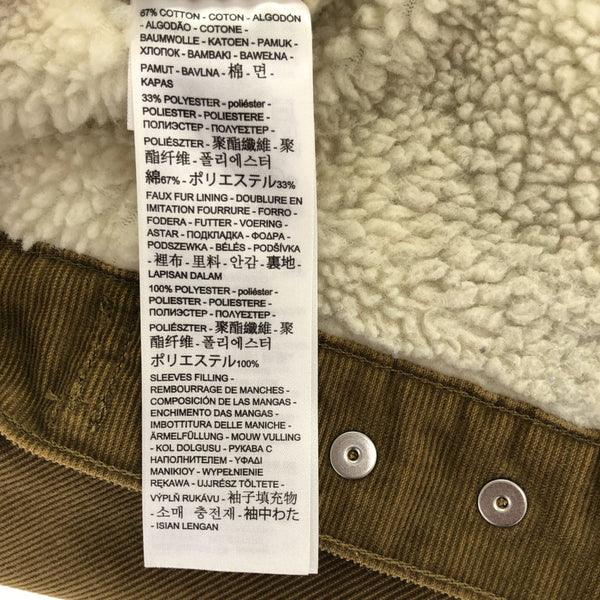 67% COTTON - COTON - ALGODÓN
- ALGODÃO - COTONE -
BAUMWOLLE - KATOEN - PAMUK -
ХЛОПОК - BAMBAKI - BAWEŁNA -
PAMUT - BAVLNA - 棉 - 면 -
KAPAS
33% POLYESTER - poliéster -
POLIESTER - POLIESTERE -
ПОЛИЭСТЕР - ΠΟΛΥΕΣΤΕΡ -
POLIÉSZTER - 聚酯纖維 - 聚
酯纤维 - 폴리에스터
綿67% - ポリエステル33%
FAUX FUR LINING - DOUBLURE EN
IMITATION FOURRURE - FORRO -
FODERA - FUTTER - VOERING -
ASTAR - ПОДКЛАДКА - ΦΟΔΡΑ -
PODSZEWKA - BÉLÉS - PODŠÍVKA
- 裡布 - 里料 - 안감 - 裏地 -
LAPISAN DALAM
100% POLYESTER - poliéster -
POLIESTER - POLIESTERE -
ПОЛИЭСТЕР - ΠΟΛΥΕΣΤΕΡ -
POLIÉSZTER - 聚酯纖維 - 聚
酯纤维 - 폴리에스터
ポリエステル100%
SLEEVES FILLING -
REMBOURRAGE DE MANCHES -
COMPOSICIÓN DE LAS MANGAS -
ENCHIMENTO DAS MANGAS -
IMBOTTITURA DELLE MANICHE -
ÄRMELFÜLLUNG - MOUW VULLING
- KOL DOLGUSU - РУКАВА С
НАПОЛНИТЕЛЕМ - ΥΦΑΔΙ
ΜΑΝΙΚΙΟΥ - WYPEŁNIENIE
RĘKAWA - UJJRÉSZ TÖLTETE -
VÝPLŇ RUKÁVU - 袖子填充物
- 소매 충전재 - 袖中わた
- ISIAN LENGAN